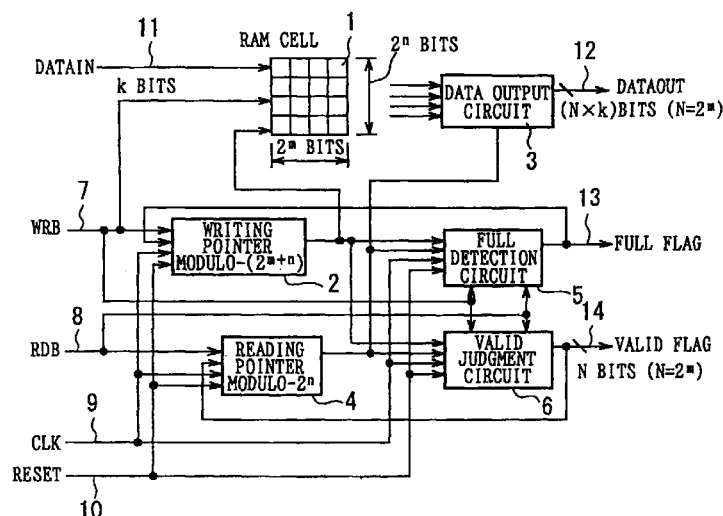 11
RAM CELL
1
2ⁿ BITS
12
DATAIN
k BITS
DATA OUTPUT
CIRCUIT
DATAOUT
(N×k)BITS (N=2ᵐ)
3
2ᵐ BITS
7
WRB
WRITING
POINTER
MODULO-(2ᵐ⁺ⁿ)
2
FULL
DETECTION
CIRCUIT
5
13
FULL FLAG
8
RDB
READING
POINTER
MODULO-2ⁿ
4
VALID
JUDGMENT
CIRCUIT
6
14
VALID FLAG
N BITS (N=2ᵐ)
9
CLK
RESET
10